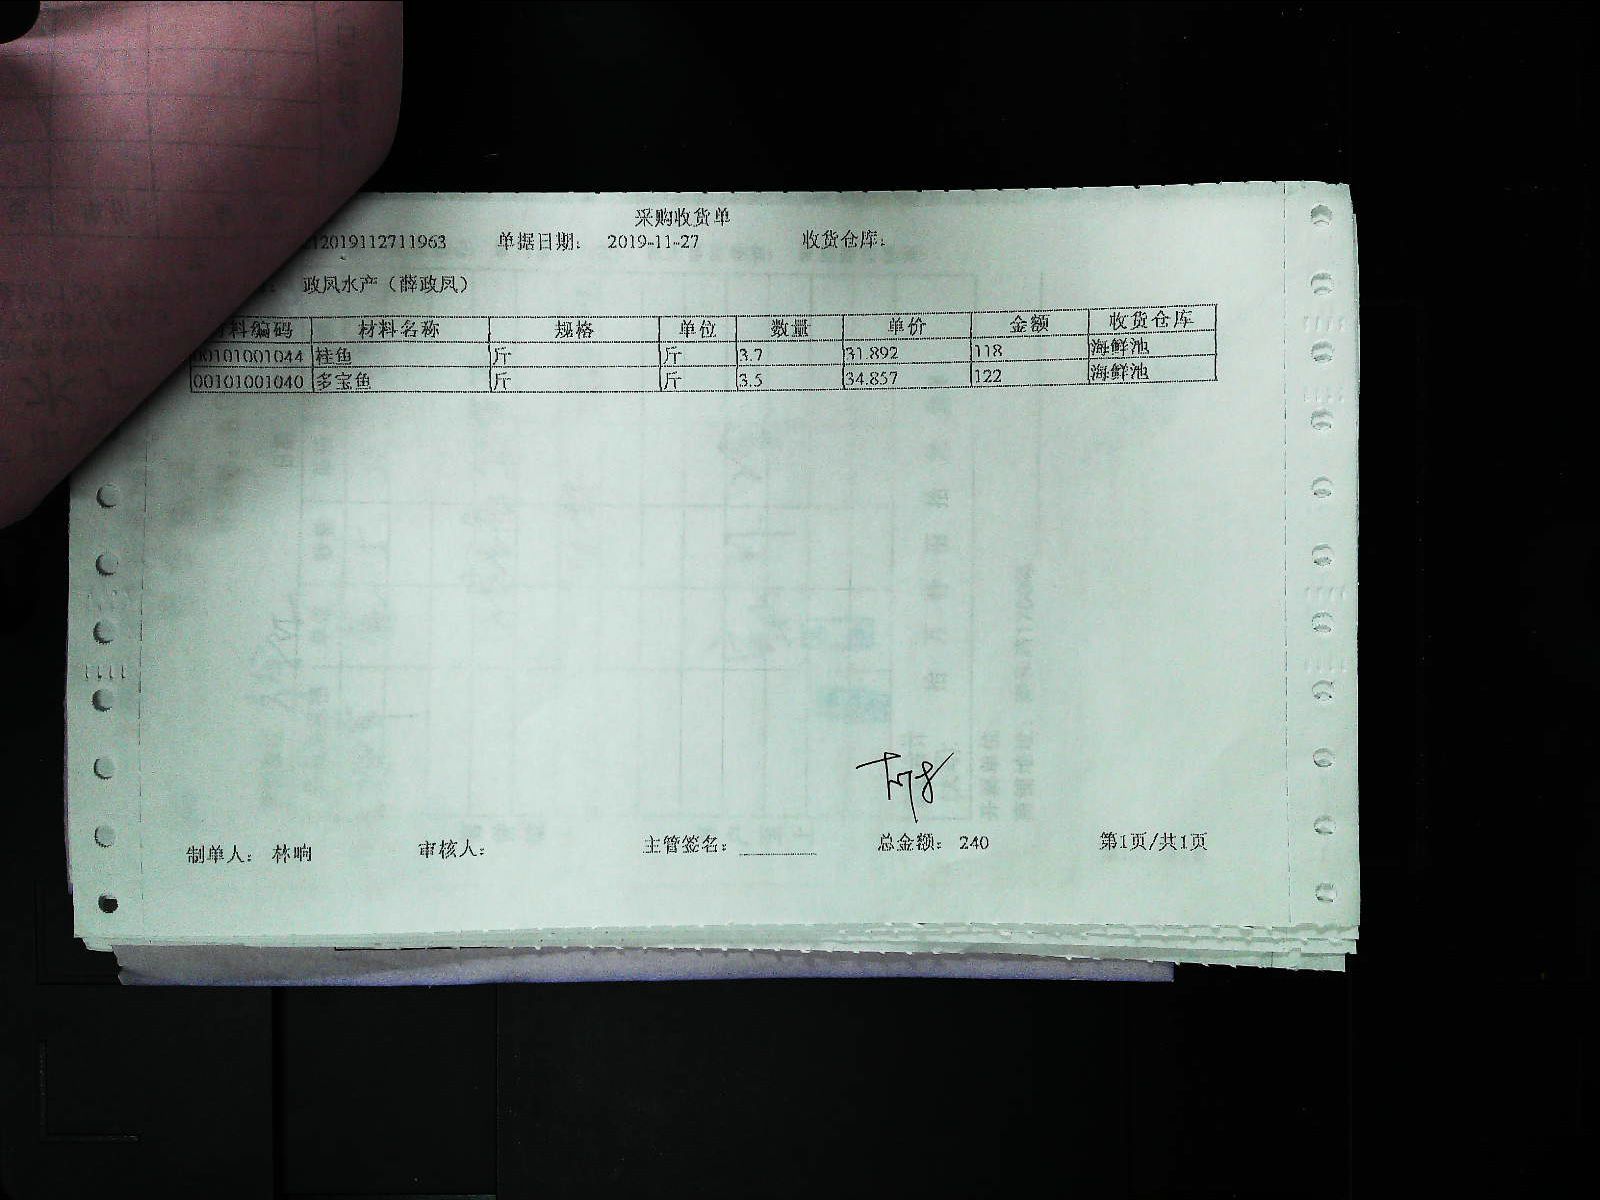 采购收货单
12019112711963 单据日期： 2019-11-27 收货仓库：
： 政凤水产（薛政凤）
料编码 材料名称 规格 单位 数量 单价 金额 收货仓库
00101001044 桂鱼 斤 斤 3.7 31.892 118 海鲜池
00101001040 多宝鱼 斤 斤 3.5 34.857 122 海鲜池
制单人： 林响 审核人： 主管签名： 总金额： 240 第1页/共1页